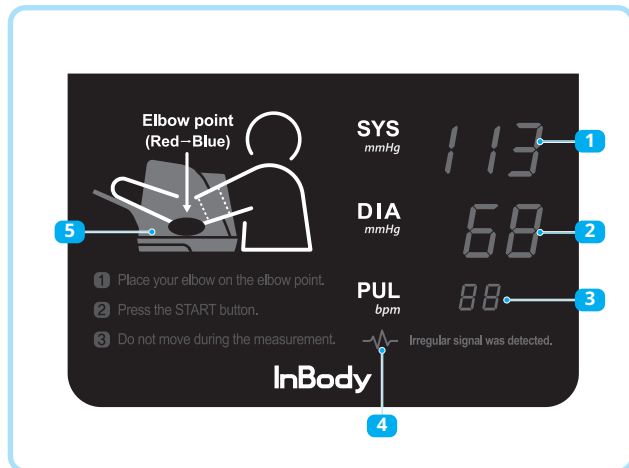 Elbow point
(Red→Blue)
5
1 Place your elbow on the elbow point.
2 Press the START button.
3 Do not move during the measurement.
SYS
mmHg
113
1
DIA
mmHg
68
2
PUL
bpm
88
3
Irregular signal was detected.
4
InBody